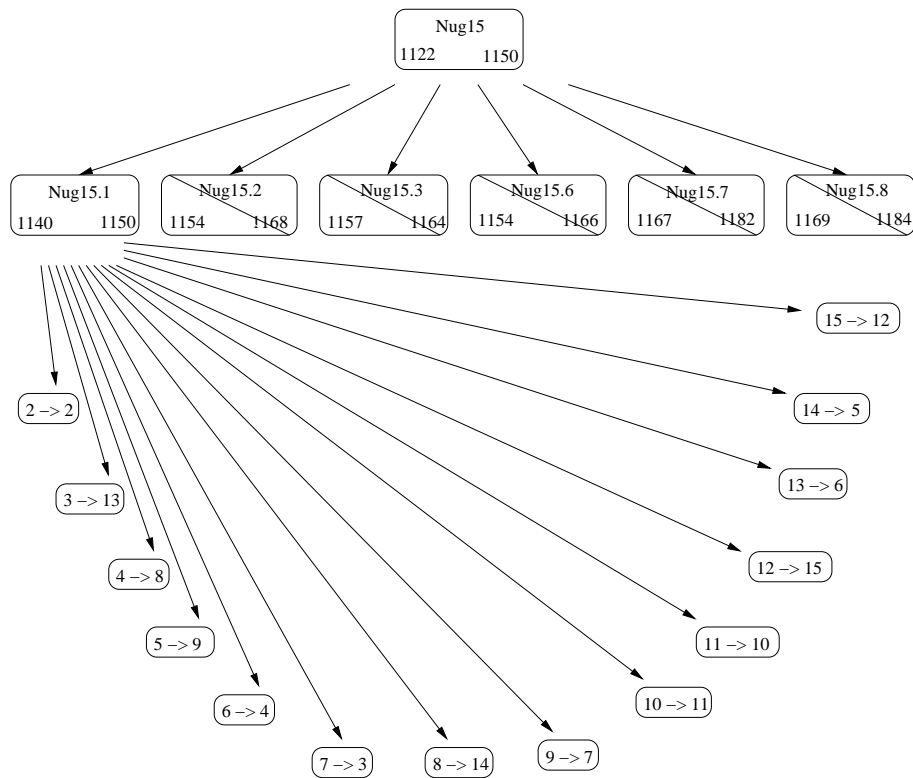 Nug15
1122 1150
Nug15.1 Nug15.2 Nug15.3 Nug15.6 Nug15.7 Nug15.8
1140 1150 1154 1168 1157 1164 1154 1166 1167 1182 1169 1184
15 –> 12
2 –> 2
14 –> 5
13 –> 6
3 –> 13
12 –> 15
4 –> 8
5 –> 9
11 –> 10
10 –> 11
6 –> 4
9 –> 7
7 –> 3
8 –> 14